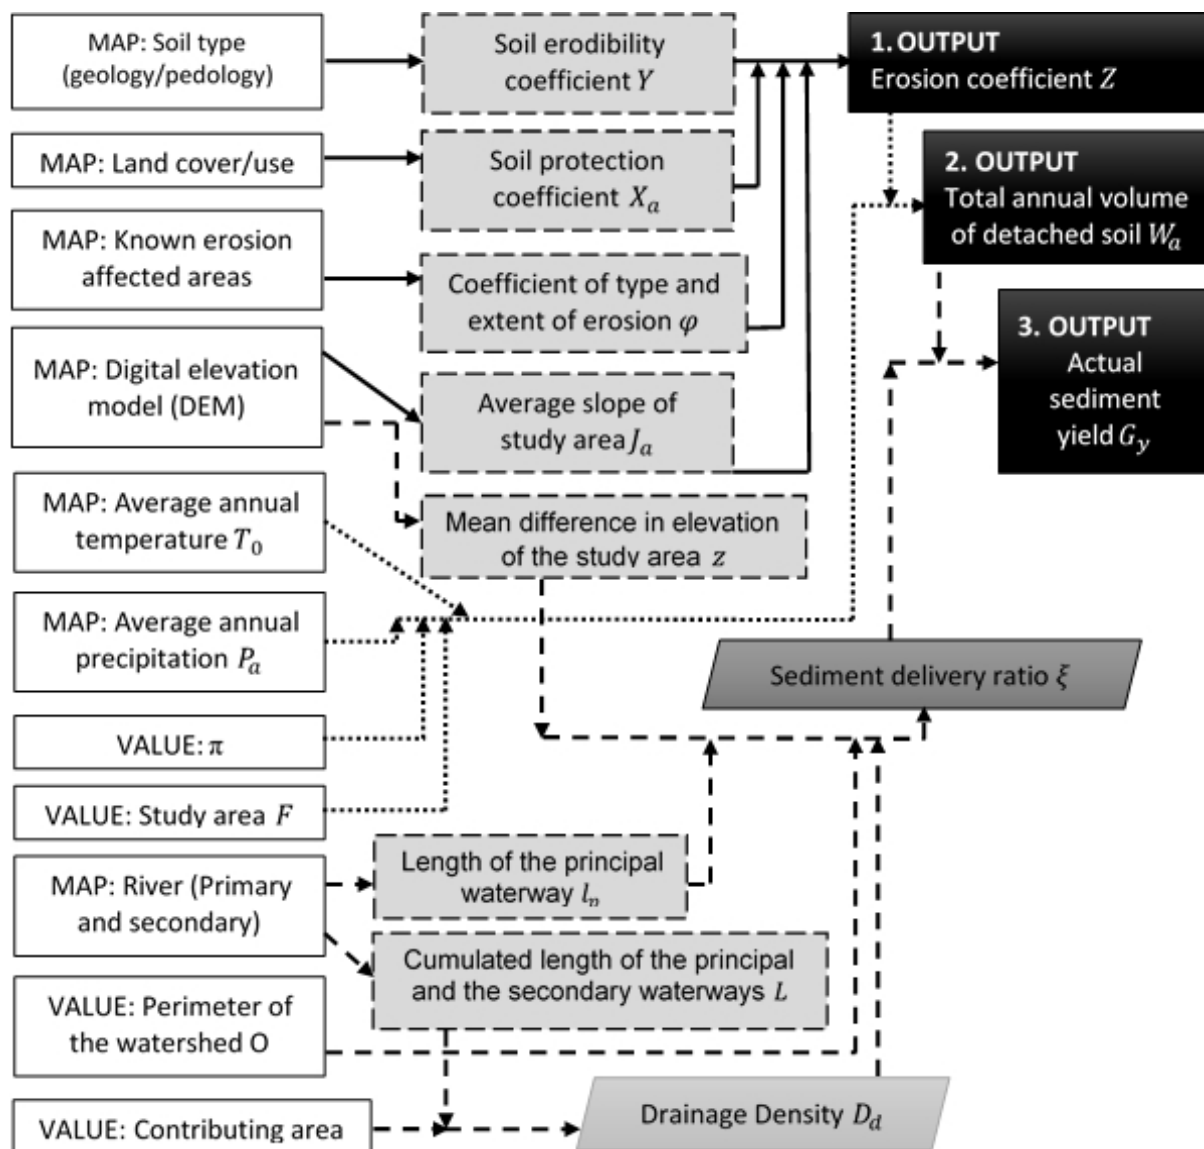 MAP: Soil type
(geology/pedology)
MAP: Land cover/use
MAP: Known erosion
affected areas
MAP: Digital elevation
model (DEM)
MAP: Average annual
temperature T₀
MAP: Average annual
precipitation Pₐ
VALUE: π
VALUE: Study area F
MAP: River (Primary
and secondary)
VALUE: Perimeter of
the watershed O
VALUE: Contributing area
Soil erodibility
coefficient Y
Soil protection
coefficient Xₐ
Coefficient of type and
extent of erosion φ
Average slope of
study area Jₐ
Mean difference in elevation
of the study area z
Length of the principal
waterway lₚ
Cumulated length of the principal
and the secondary waterways L
Drainage Density D_d
Sediment delivery ratio ξ
1. OUTPUT
Erosion coefficient Z
2. OUTPUT
Total annual volume
of detached soil Wₐ
3. OUTPUT
Actual
sediment
yield G_y